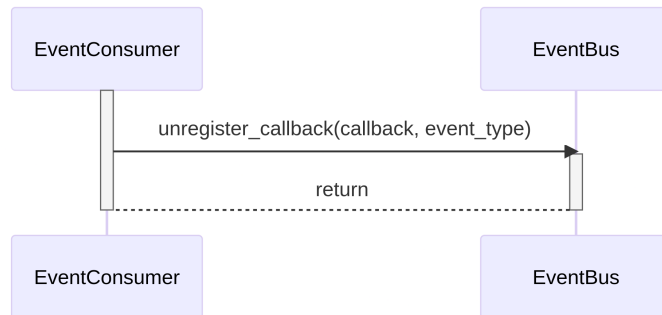 EventConsumer
EventBus
unregister_callback(callback, event_type)
return
EventConsumer
EventBus